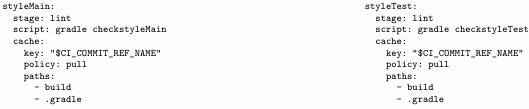 styleMain:
  stage: lint
  script: gradle checkstyleMain
  cache:
    key: "$CI_COMMIT_REF_NAME"
    policy: pull
    paths:
      - build
      - .gradle
styleTest:
  stage: lint
  script: gradle checkstyleTest
  cache:
    key: "$CI_COMMIT_REF_NAME"
    policy: pull
    paths:
      - build
      - .gradle